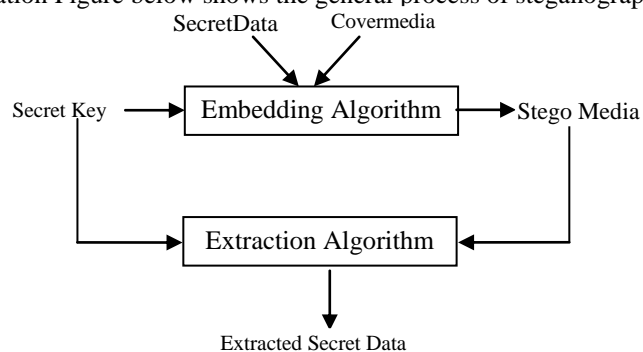 ation Figure below shows the general process of steganograp
SecretData Covermedia
Secret Key Embedding Algorithm Stego Media
Extraction Algorithm
Extracted Secret Data